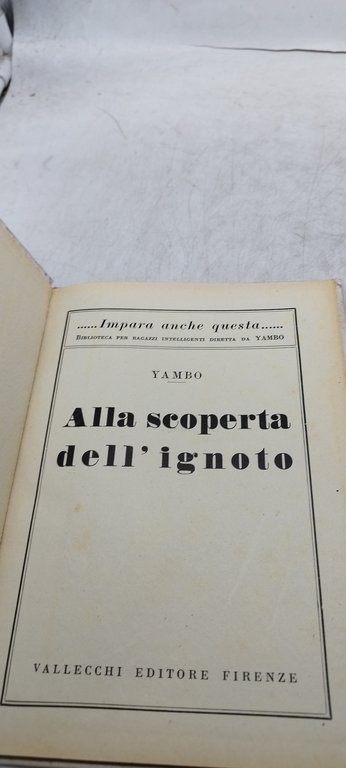 ......Impara anche questa......
BIBLIOTECA PER RAGAZZI INTELLIGENTI DIRETTA DA YAMBO
YAMBO
Alla scoperta
dell'ignoto
VALLECCHI EDITORE FIRENZE